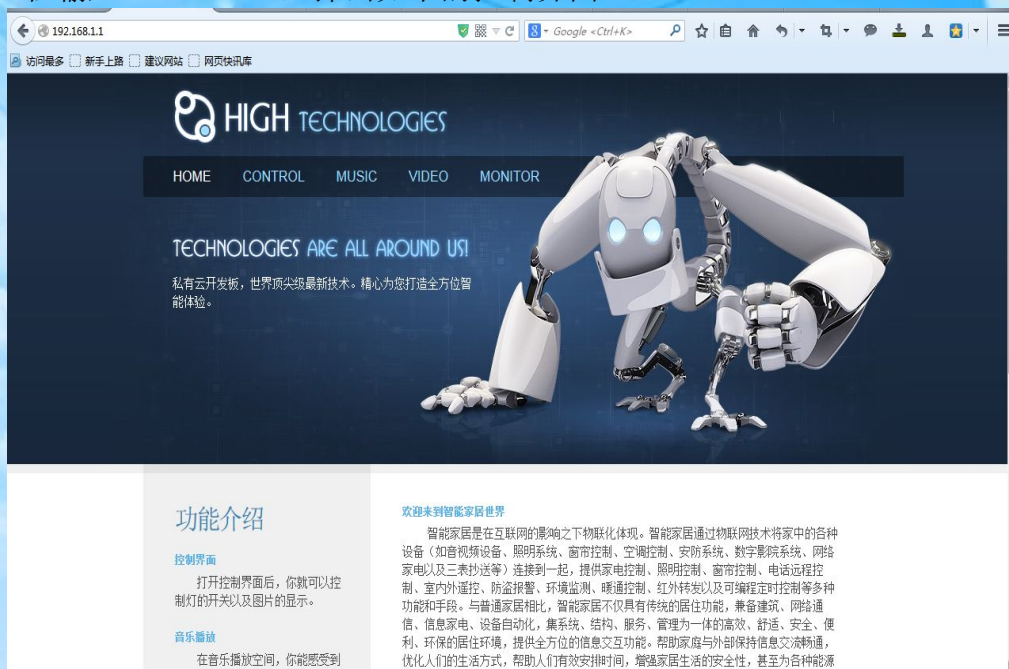 192.168.1.1
Google <Ctrl+K>
访问最多 新手上路 建议网站 网页快讯库
HIGH TECHNOLOGIES
HOME CONTROL MUSIC VIDEO MONITOR
TECHNOLOGIES ARE ALL AROUND US!
私有云开发板，世界顶尖级最新技术。精心为您打造全方位智
能体验。
功能介绍
控制界面
打开控制界面后，你就可以控
制灯的开关以及图片的显示。
音乐播放
在音乐播放空间，你能感受到
欢迎来到智能家居世界
智能家居是在互联网的影响之下物联化体现。智能家居通过物联网技术将家中的各种
设备（如音视频设备、照明系统、窗帘控制、空调控制、安防系统、数字影院系统、网络
家电以及三表抄送等）连接到一起，提供家电控制、照明控制、窗帘控制、电话远程控
制、室内外遥控、防盗报警、环境监测、暖通控制、红外转发以及可编程定时控制等多种
功能和手段。与普通家居相比，智能家居不仅具有传统的居住功能，兼备建筑、网络通
信、信息家电、设备自动化，集系统、结构、服务、管理为一体的高效、舒适、安全、便
利、环保的居住环境，提供全方位的信息交互功能。帮助家庭与外部保持信息交流畅通，
优化人们的生活方式，帮助人们有效安排时间，增强家居生活的安全性，甚至为各种能源